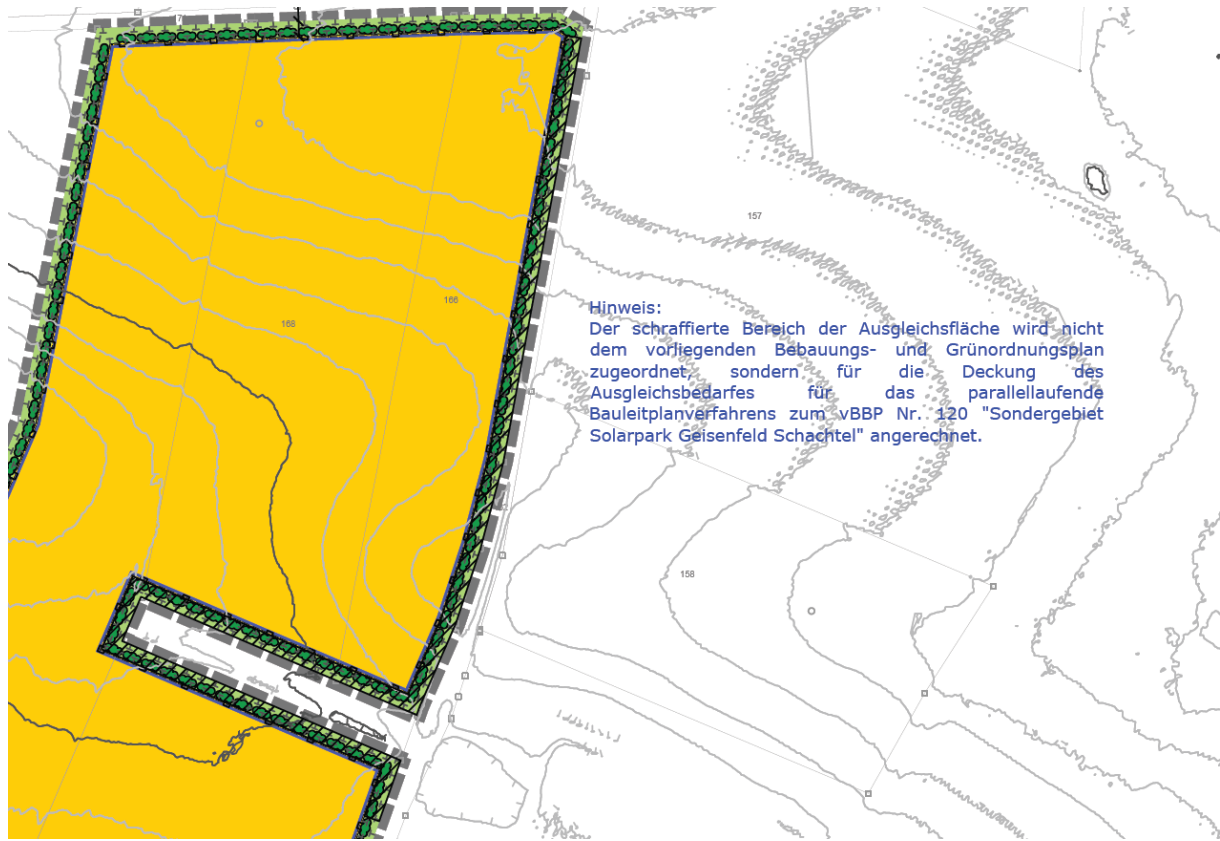 7
157
166
168
Hinweis:
Der schraffierte Bereich der Ausgleichsfläche wird nicht
dem vorliegenden Bebauungs- und Grünordnungsplan
zugeordnet, sondern für die Deckung des
Ausgleichsbedarfes für das parallellaufende
Bauleitplanverfahrens zum vBBP Nr. 120 "Sondergebiet
Solarpark Geisenfeld Schachtel" angerechnet.
158